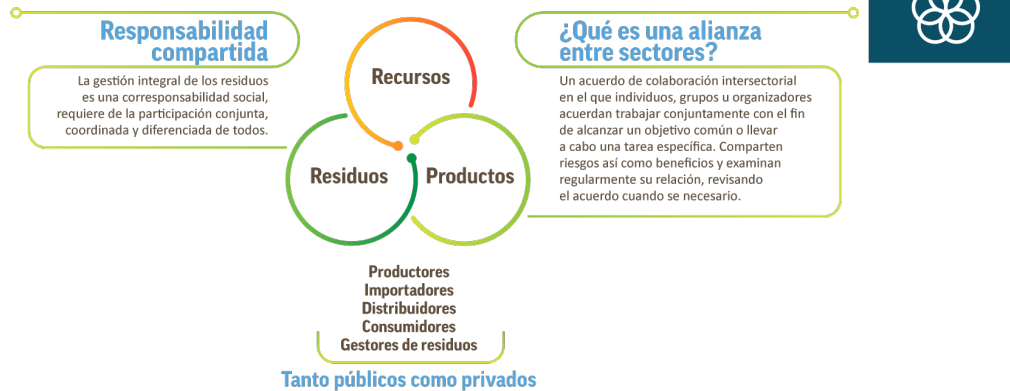 Responsabilidad
compartida
La gestión integral de los residuos
es una corresponsabilidad social,
requiere de la participación conjunta,
coordinada y diferenciada de todos.
Recursos
Residuos
Productos
¿Qué es una alianza
entre sectores?
Un acuerdo de colaboración intersectorial
en el que individuos, grupos u organizadores
acuerdan trabajar conjuntamente con el fin
de alcanzar un objetivo común o llevar
a cabo una tarea específica. Comparten
riesgos así como beneficios y examinan
regularmente su relación, revisando
el acuerdo cuando se necesario.
Productores
Importadores
Distribuidores
Consumidores
Gestores de residuos
Tanto públicos como privados